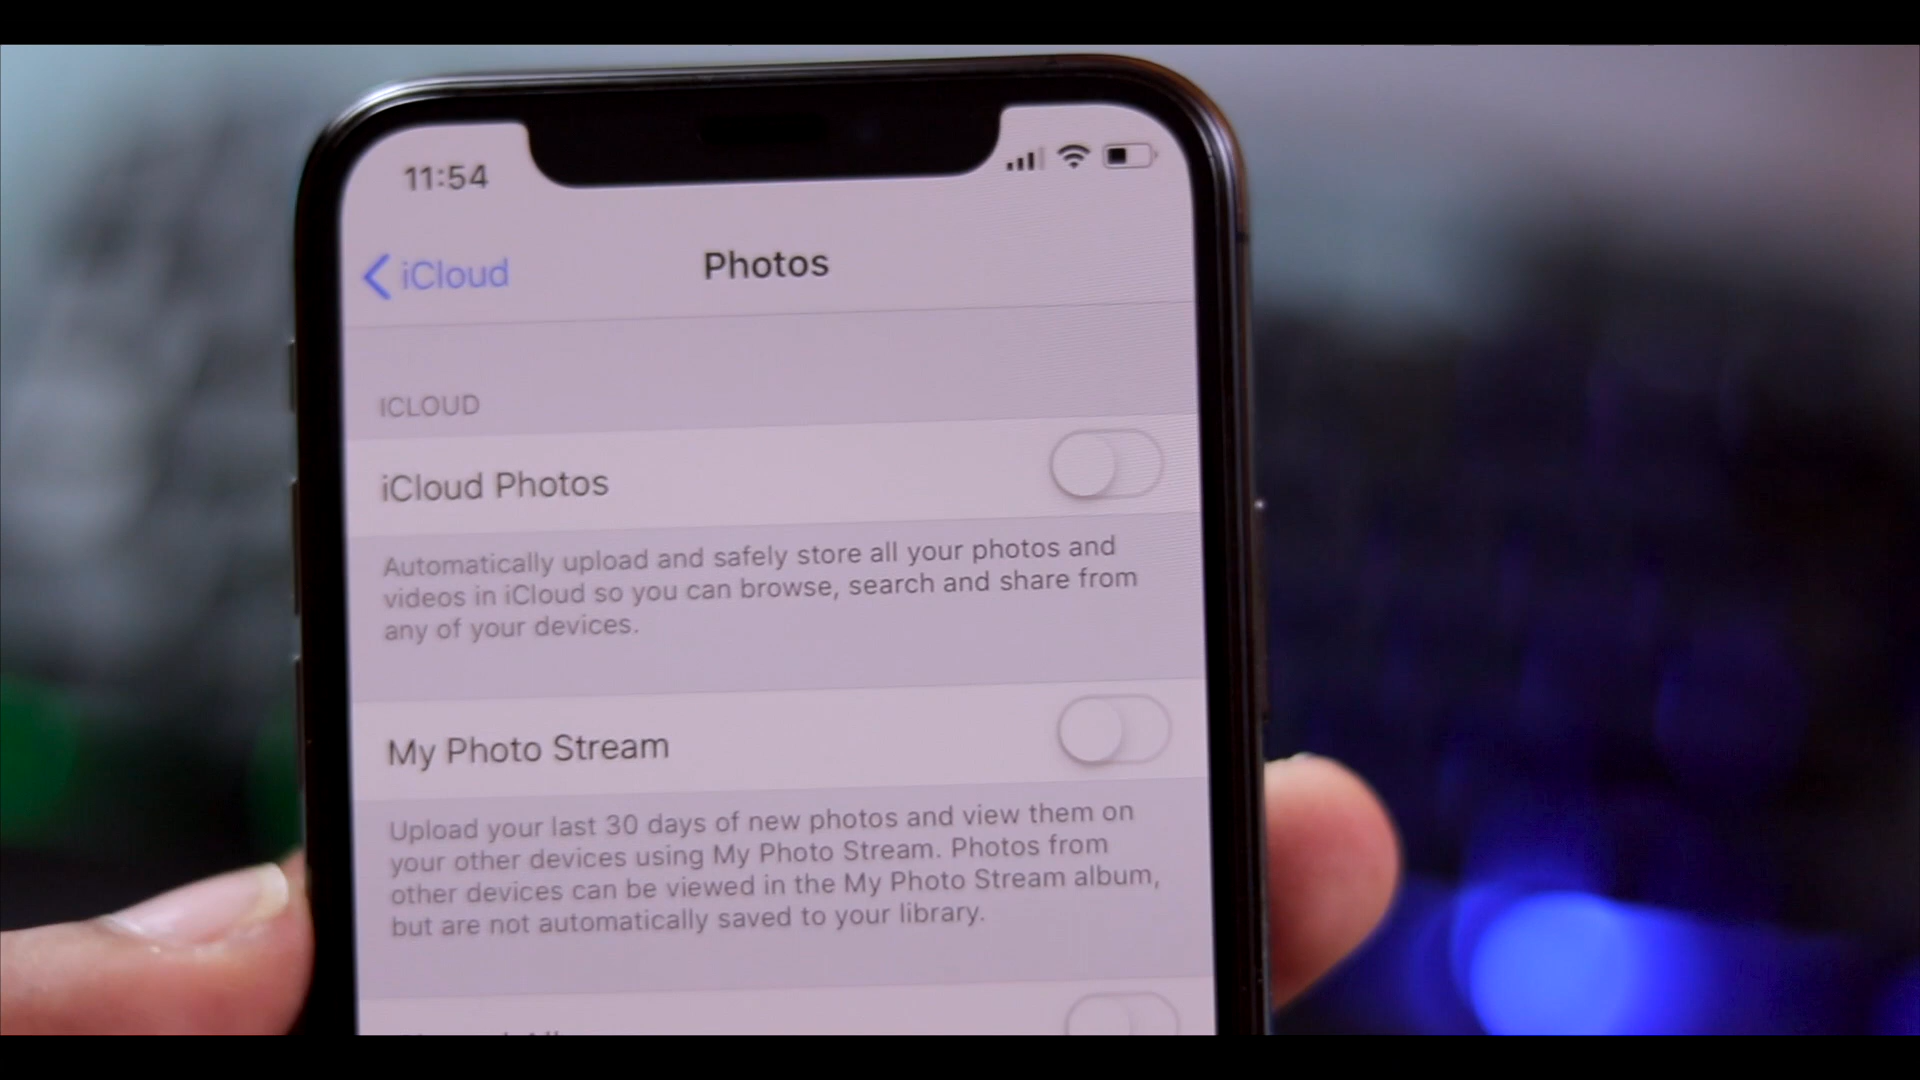 11:54
iCloud
Photos
ICLOUD
iCloud Photos
Automatically upload and safely store all your photos and
videos in iCloud so you can browse, search and share from
any of your devices.
My Photo Stream
Upload your last 30 days of new photos and view them on
your other devices using My Photo Stream. Photos from
other devices can be viewed in the My Photo Stream album,
but are not automatically saved to your library.